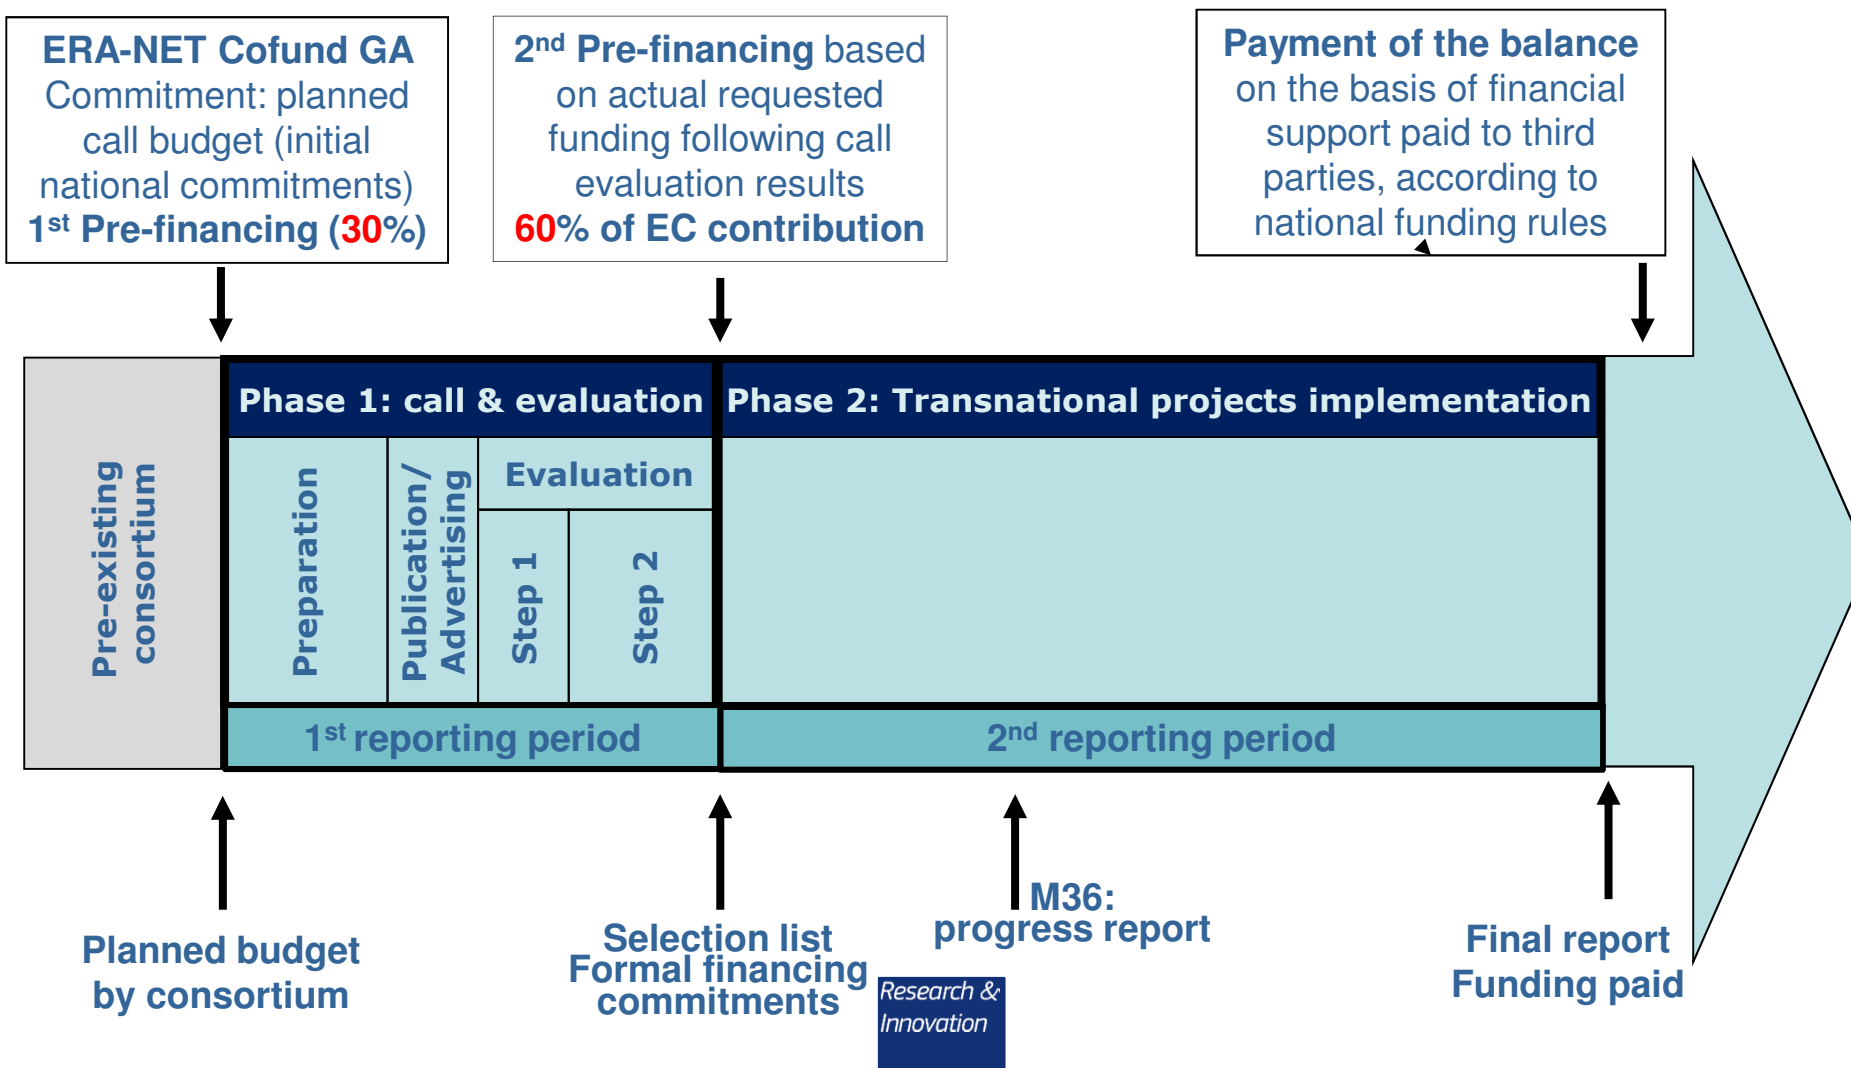 ERA-NET Cofund GA
Commitment: planned
call budget (initial
national commitments)
1st Pre-financing (30%)
2nd Pre-financing based
on actual requested
funding following call
evaluation results
60% of EC contribution
Payment of the balance
on the basis of financial
support paid to third
parties, according to
national funding rules
Pre-existing
consortium
Phase 1: call & evaluation
Phase 2: Transnational projects implementation
Preparation
Publication/
Advertising
Evaluation
Step 1
Step 2
1st reporting period
2nd reporting period
Planned budget
by consortium
Selection list
Formal financing
commitments
M36:
progress report
Final report
Funding paid
Research &
Innovation